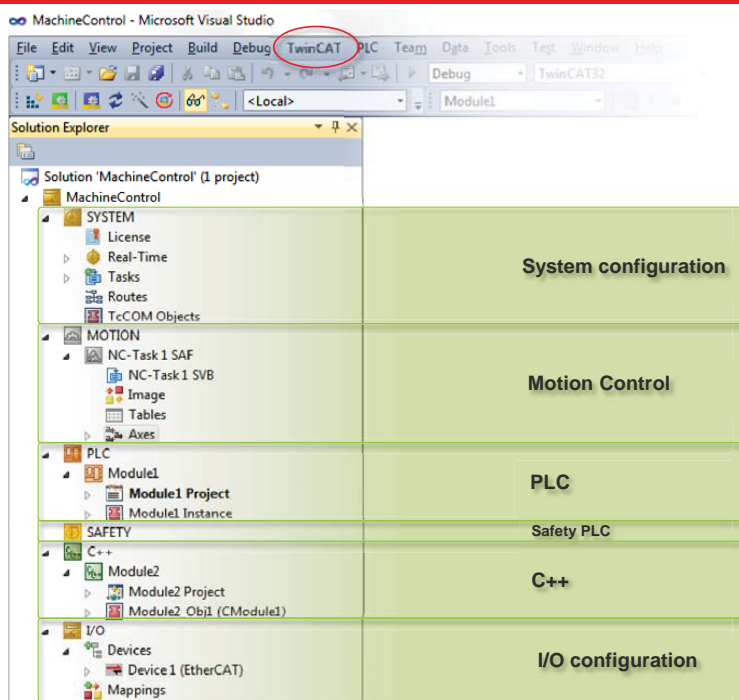 MachineControl - Microsoft Visual Studio
File Edit View Project Build Debug TwinCAT PLC Team Data Tools Test Window Help
Debug TwinCAT32
<Local> Module1
Solution Explorer
Solution 'MachineControl' (1 project)
MachineControl
SYSTEM
License
Real-Time
Tasks
Routes
TcCOM Objects
System configuration
MOTION
NC-Task 1 SAF
NC-Task 1 SVB
Image
Tables
Axes
Motion Control
PLC
Module1
Module1 Project
Module1 Instance
PLC
SAFETY
Safety PLC
C++
Module2
Module2 Project
Module2_Obj1 (CModule1)
C++
I/O
Devices
Device 1 (EtherCAT)
Mappings
I/O configuration